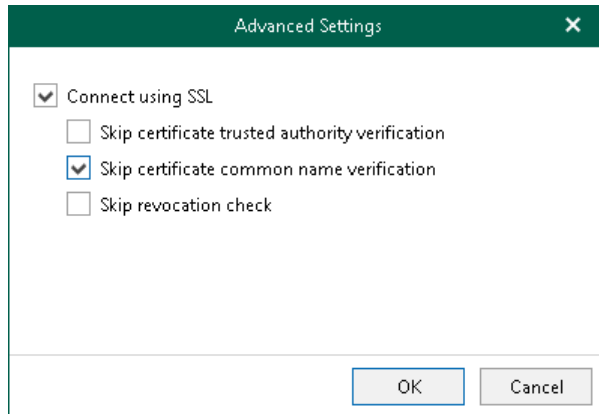 Advanced Settings
Connect using SSL
Skip certificate trusted authority verification
Skip certificate common name verification
Skip revocation check
OK Cancel